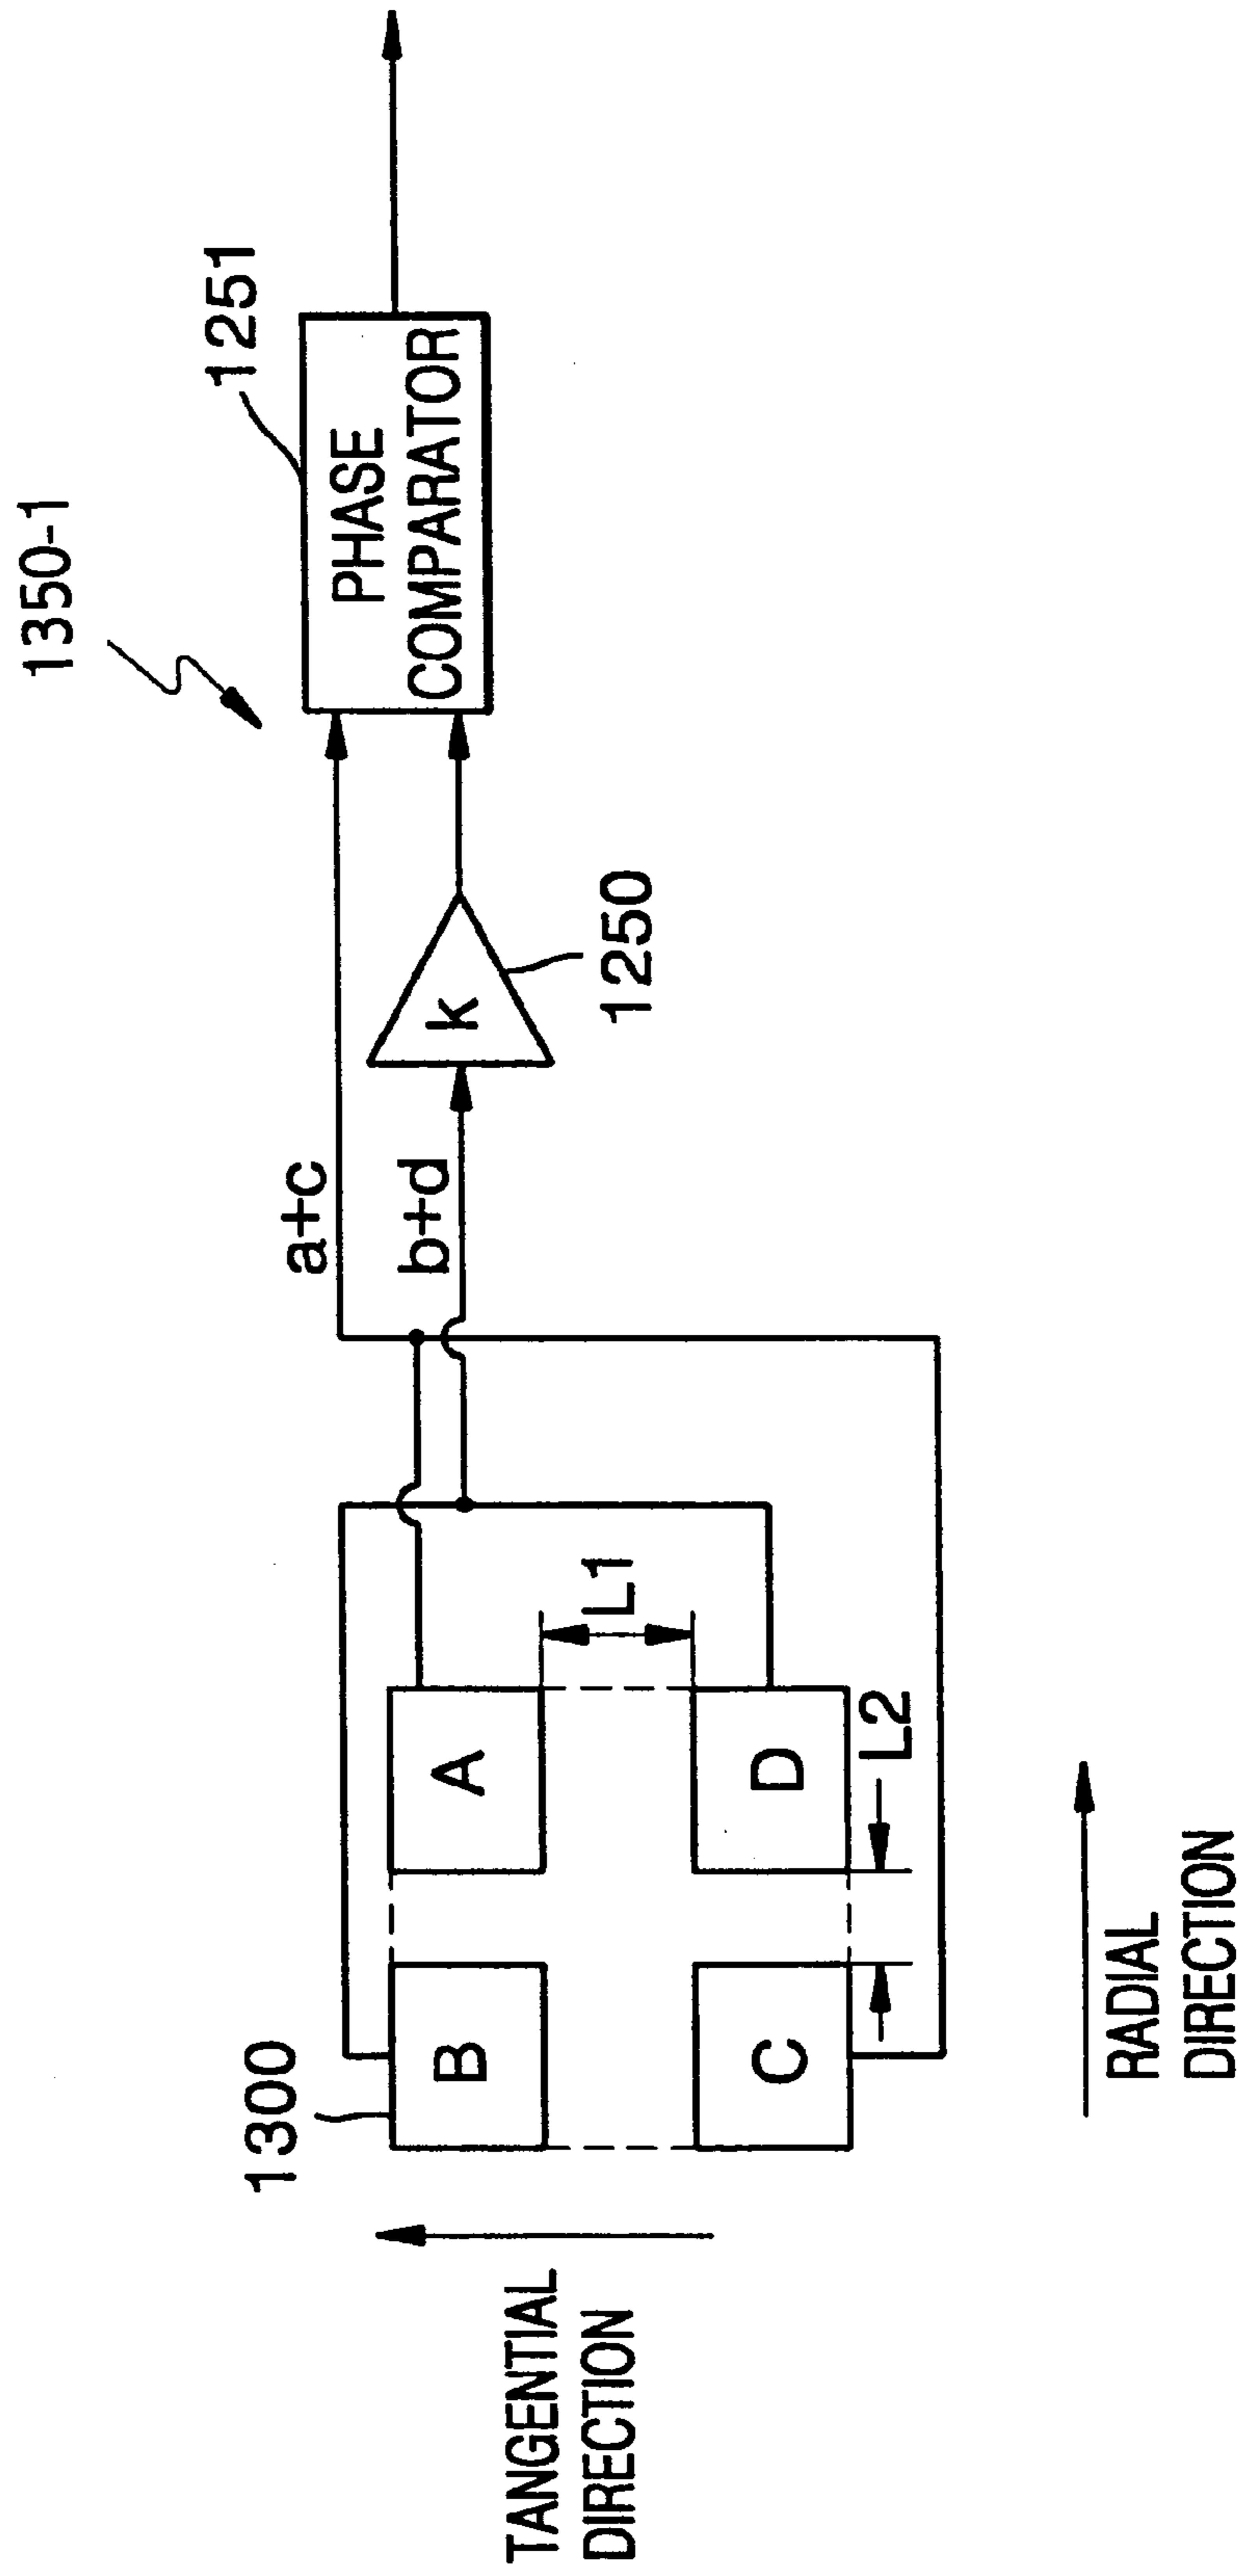 1350-1
1251
PHASE
COMPARATOR
a+c
b+d
k
1250
1300
B
A
L1
C
D
L2
TANGENTIAL
DIRECTION
RADIAL
DIRECTION